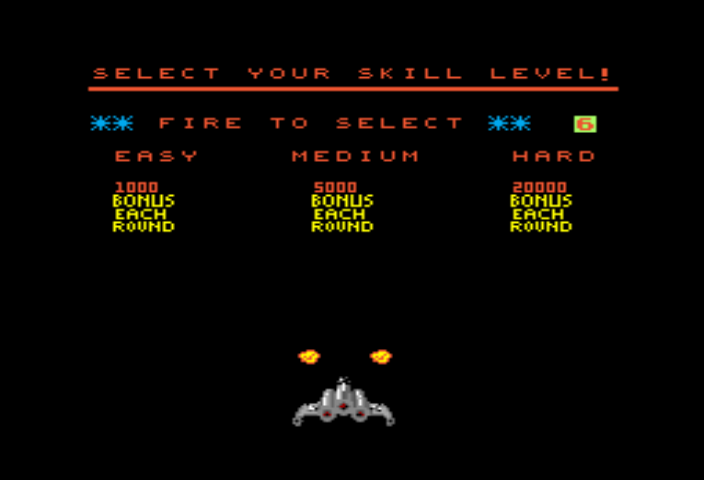 SELECT YOUR SKILL LEVEL!
** FIRE TO SELECT ** 6
EASY MEDIUM HARD
1000 5000 20000
BONUS BONUS BONUS
EACH EACH EACH
ROUND ROUND ROUND